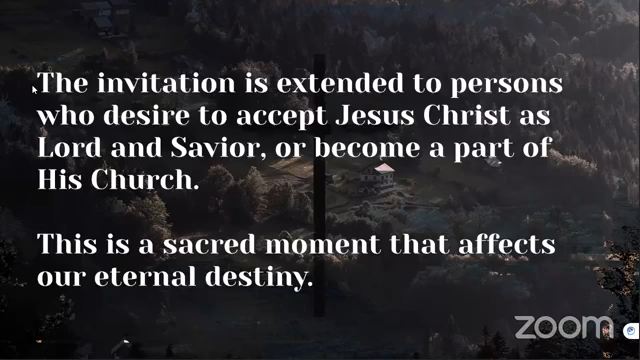 The invitation is extended to persons
who desire to accept Jesus Christ as
Lord and Savior, or become a part of
His Church.
This is a sacred moment that affects
our eternal destiny.
zoom